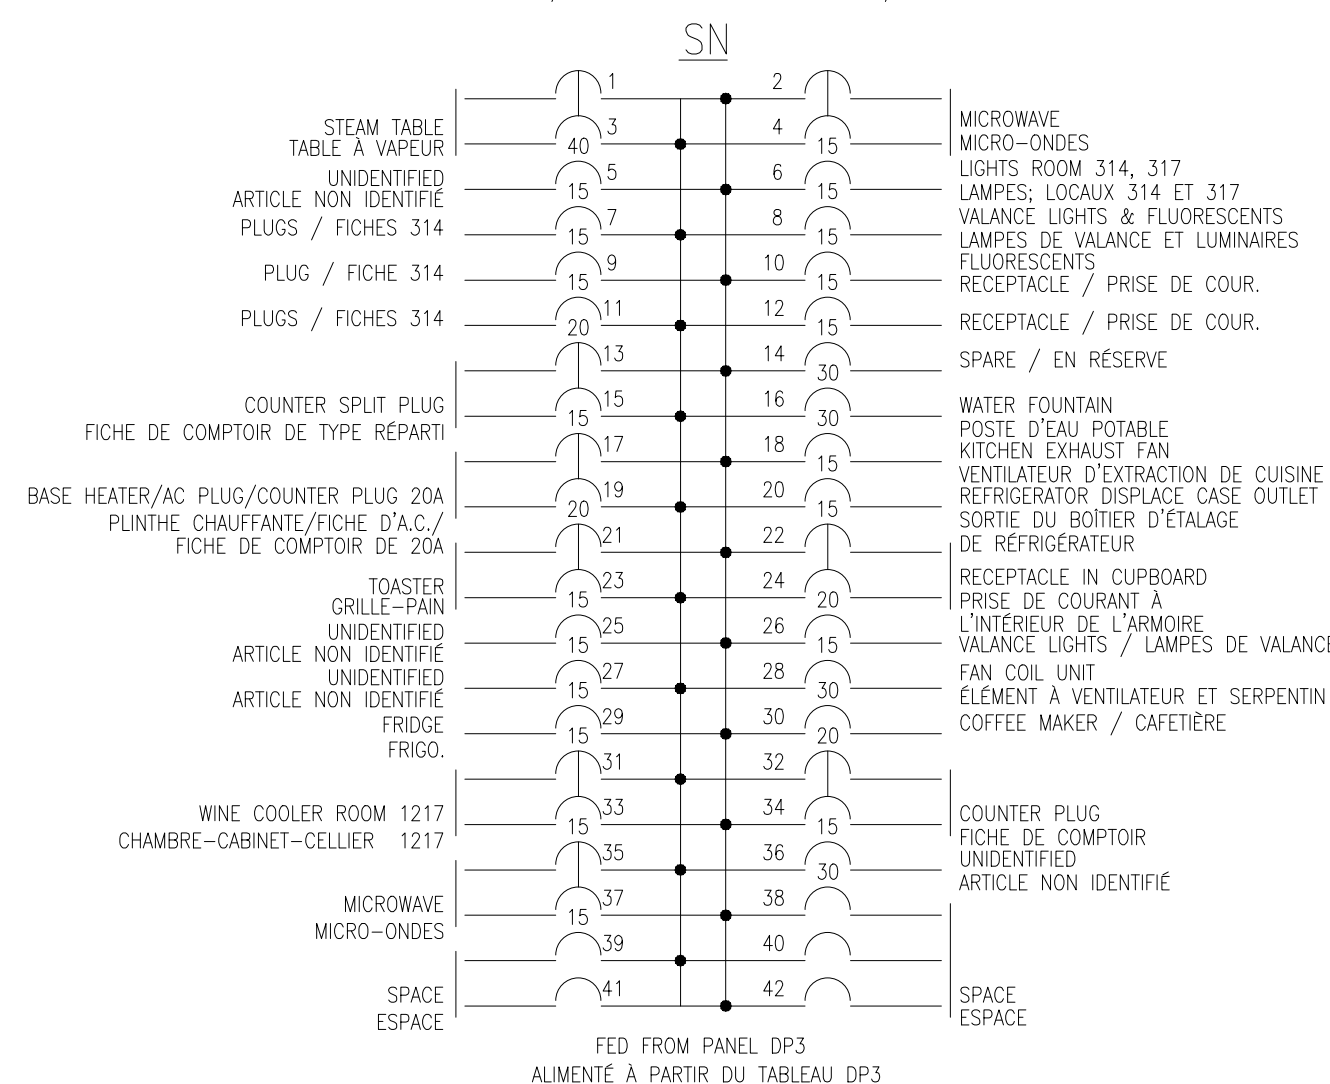 SN
1 2
STEAM TABLE 3 4 MICROWAVE
TABLE À VAPEUR 40 15 MICRO-ONDES
UNIDENTIFIED 5 6 LIGHTS ROOM 314, 317
ARTICLE NON IDENTIFIÉ 15 15 LAMPES; LOCAUX 314 ET 317
PLUGS / FICHES 314 7 8 VALANCE LIGHTS & FLUORESCENTS
15 15 LAMPES DE VALANCE ET LUMINAIRES
FLUORESCENTS
PLUG / FICHE 314 9 10 RECEPTACLE / PRISE DE COUR.
15 15
PLUGS / FICHES 314 11 12 RECEPTACLE / PRISE DE COUR.
20 15
13 14 SPARE / EN RÉSERVE
30
COUNTER SPLIT PLUG 15 16 WATER FOUNTAIN
FICHE DE COMPTOIR DE TYPE RÉPARTI 15 30 POSTE D'EAU POTABLE
17 18 KITCHEN EXHAUST FAN
15 VENTILATEUR D'EXTRACTION DE CUISINE
BASE HEATER/AC PLUG/COUNTER PLUG 20A 19 20 REFRIGERATOR DISPLACE CASE OUTLET
PLINTHE CHAUFFANTE/FICHE D'A.C./ 20 15 SORTIE DU BOÎTIER D'ÉTALAGE
FICHE DE COMPTOIR DE 20A 21 22 DE RÉFRIGÉRATEUR
TOASTER 23 24 RECEPTACLE IN CUPBOARD
GRILLE-PAIN 15 20 PRISE DE COURANT À
L'INTÉRIEUR DE L'ARMOIRE
UNIDENTIFIED 25 26 VALANCE LIGHTS / LAMPES DE VALANCE
ARTICLE NON IDENTIFIÉ 15 15
UNIDENTIFIED 27 28 FAN COIL UNIT
ARTICLE NON IDENTIFIÉ 15 30 ÉLÉMENT À VENTILATEUR ET SERPENTIN
FRIDGE 29 30 COFFEE MAKER / CAFETIÈRE
FRIGO. 15 20
31 32
WINE COOLER ROOM 1217 33 34 COUNTER PLUG
CHAMBRE-CABINET-CELLIER 1217 15 15 FICHE DE COMPTOIR
35 36 UNIDENTIFIED
30 ARTICLE NON IDENTIFIÉ
MICROWAVE 37 38
MICRO-ONDES 15
39 40
SPACE 41 42 SPACE
ESPACE ESPACE
FED FROM PANEL DP3
ALIMENTÉ À PARTIR DU TABLEAU DP3